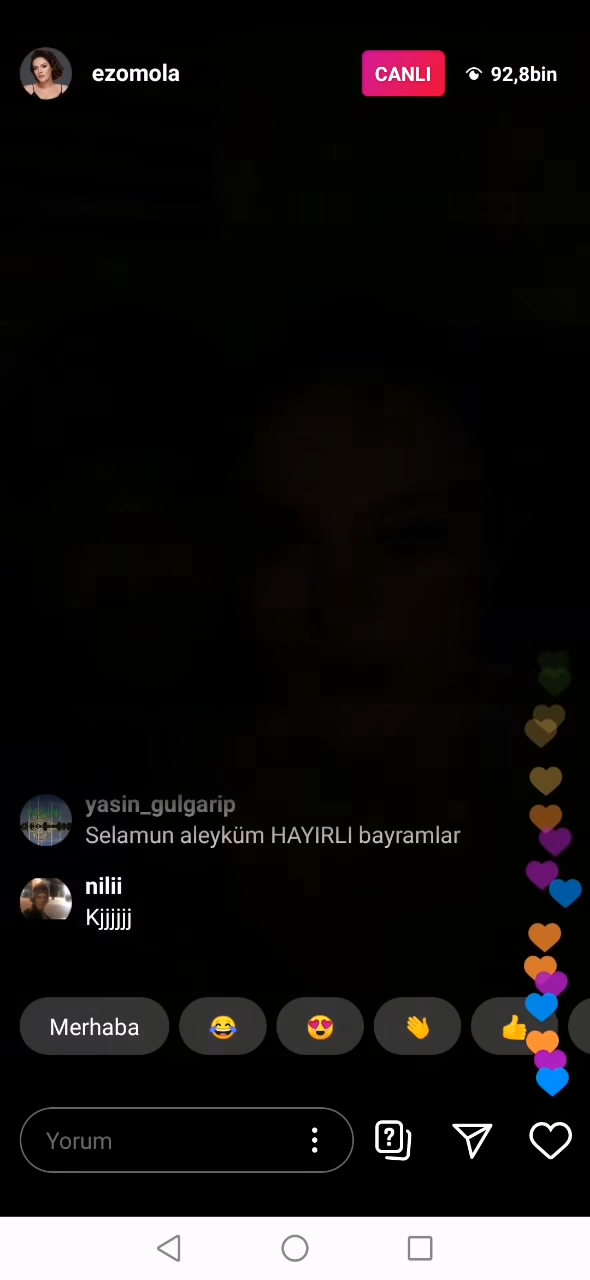 ezomola
CANLI
92,8bin
yasin_gulgarip
Selamun aleyküm HAYIRLI bayramlar
nilii
Kjjjjjj
Merhaba
Yorum